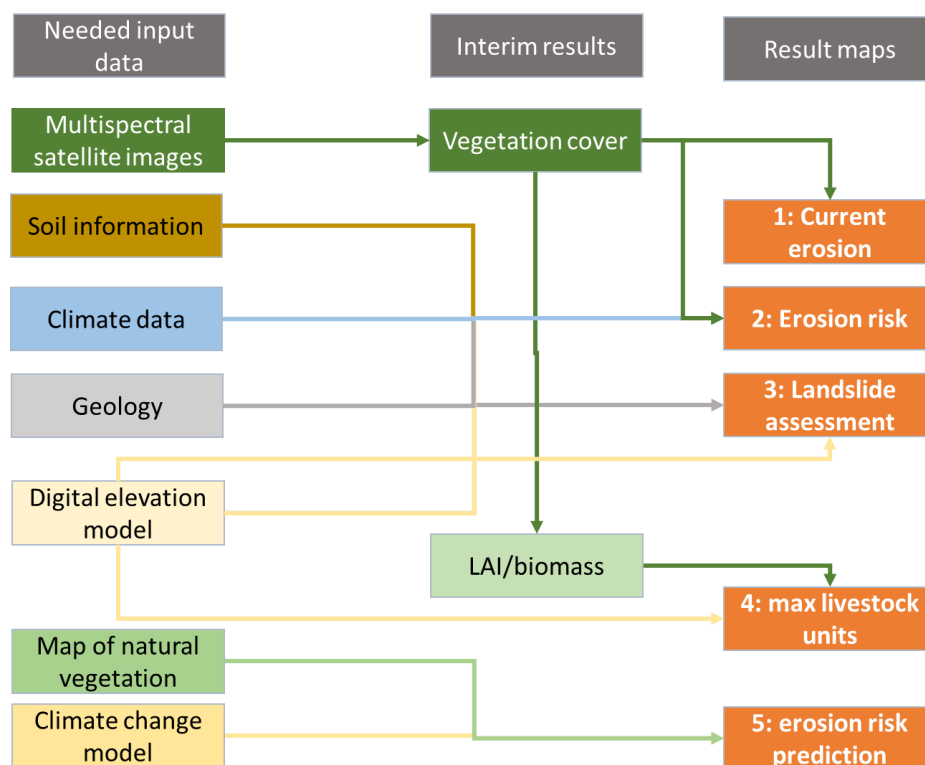 Needed input
data
Interim results
Result maps
Multispectral
satellite images
Vegetation cover
Soil information
1: Current
erosion
Climate data
2: Erosion risk
Geology
3: Landslide
assessment
Digital elevation
model
LAI/biomass
4: max livestock
units
Map of natural
vegetation
Climate change
model
5: erosion risk
prediction